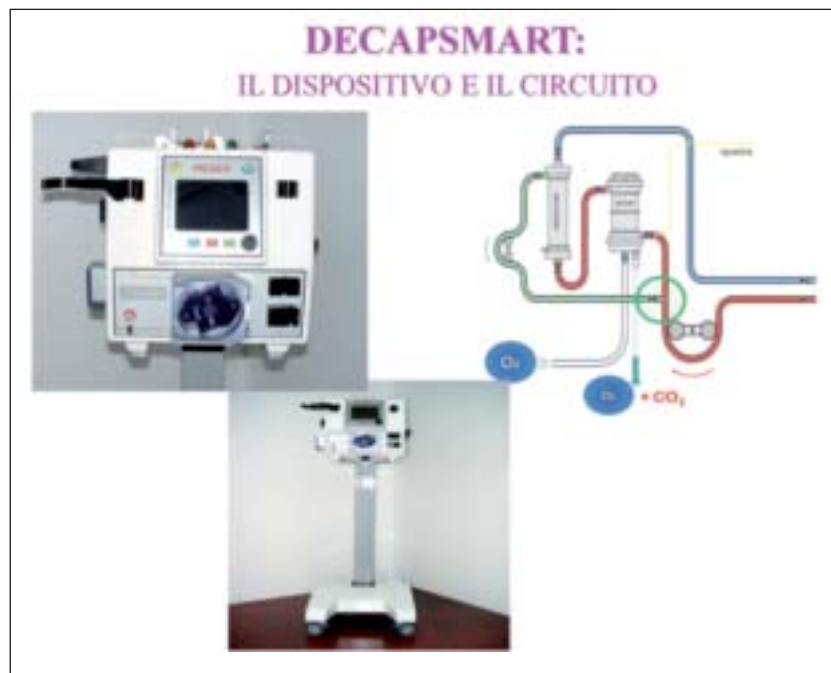 DECAPSMART:
IL DISPOSITIVO E IL CIRCUITO
O₂
+ CO₂